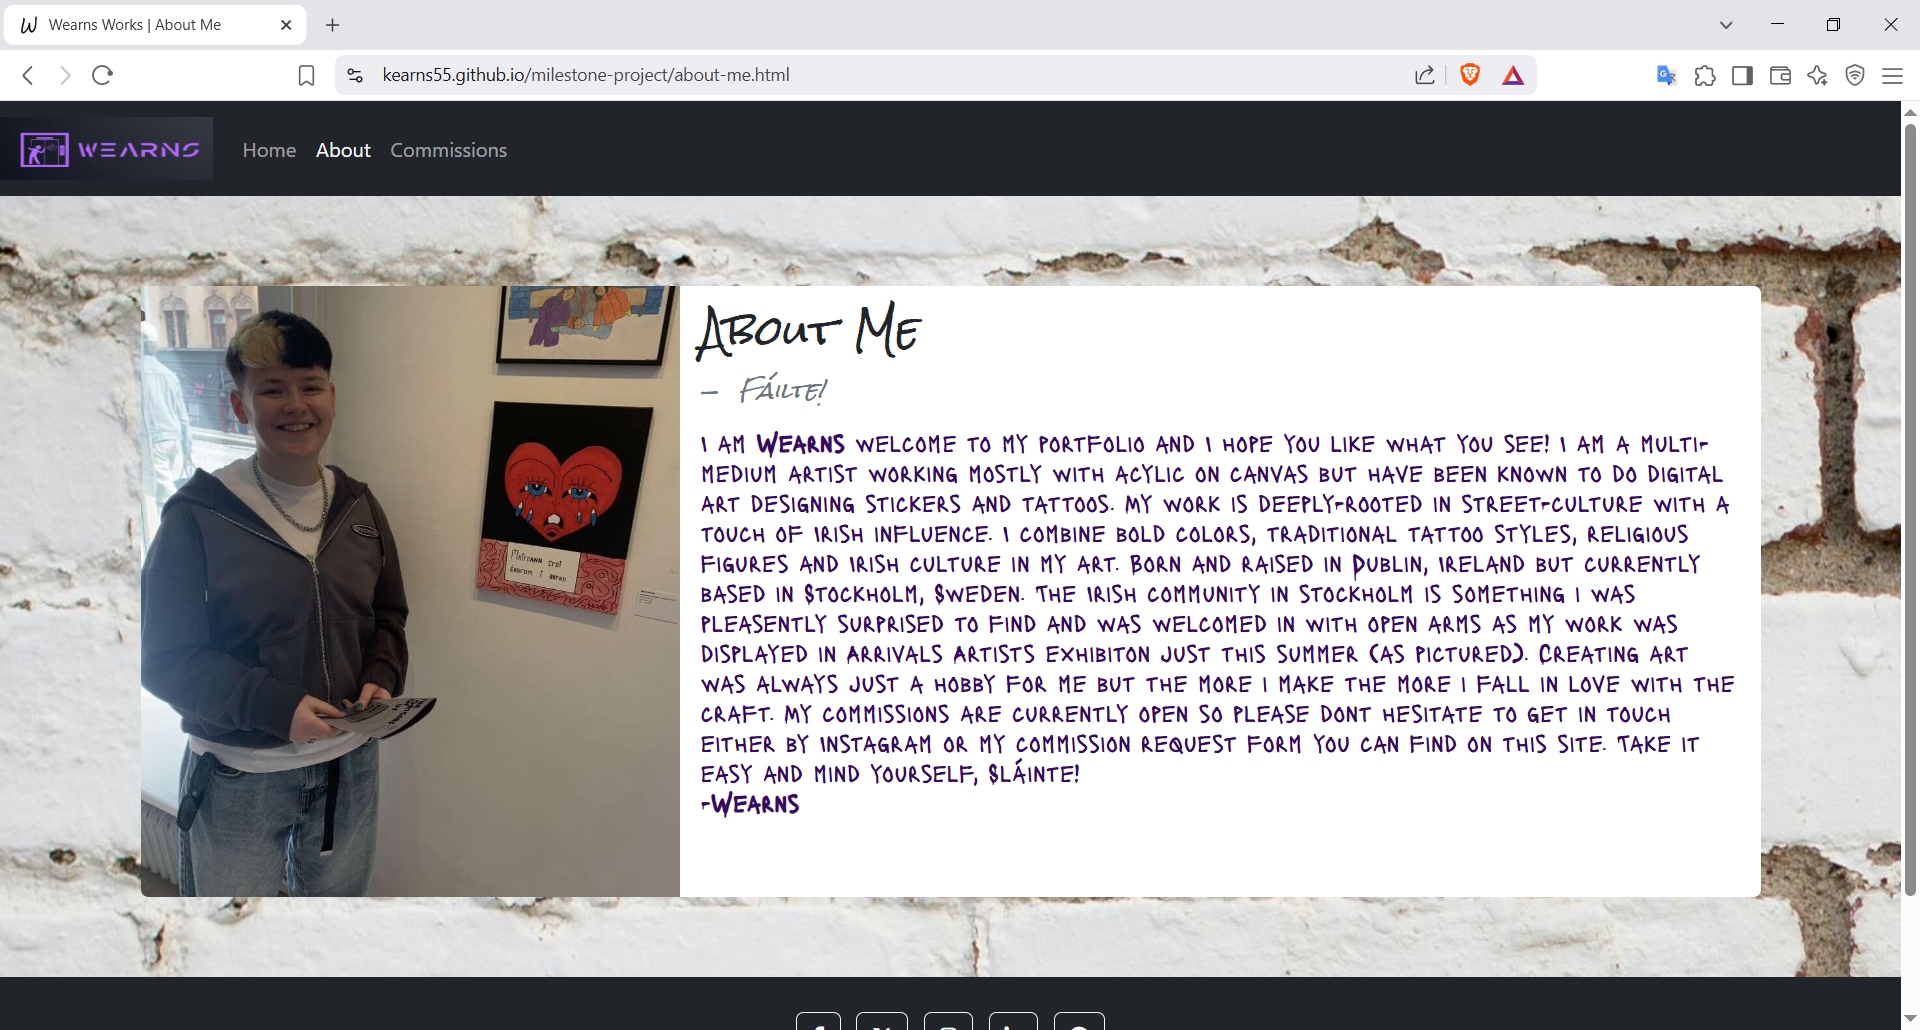 Wearns Works | About Me
kearns55.github.io/milestone-project/about-me.html
WEARNS
Home
About
Commissions
About Me
— Fáilte!
I am Wearns welcome to my portfolio and I hope you like what you see! I am a multi-
medium artist working mostly with acylic on canvas but have been known to do digital
art designing stickers and tattoos. My work is deeply-rooted in street-culture with a
touch of Irish influence. I combine bold colors, traditional tattoo styles, religious
figures and Irish culture in my art. Born and raised in Dublin, Ireland but currently
based in Stockholm, Sweden. The Irish community in Stockholm is something I was
pleasently surprised to find and was welcomed in with open arms as my work was
displayed in Arrivals Artists exhibiton just this summer (as pictured). Creating art
was always just a hobby for me but the more I make the more I fall in love with the
craft. My commissions are currently open so please dont hesitate to get in touch
either by instagram or my commission request form you can find on this site. Take it
easy and mind yourself, Sláinte!
-Wearns